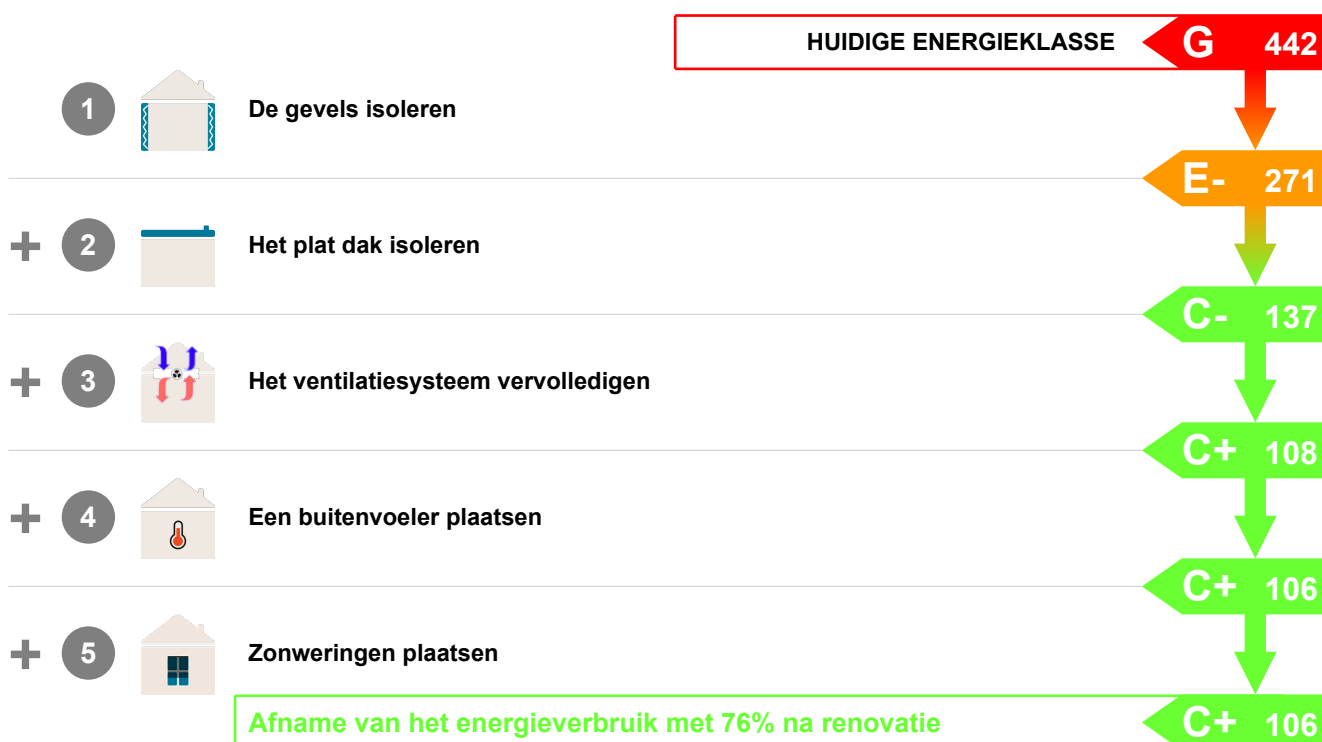 HUIDIGE ENERGIEKLASSE G 442
1 De gevels isoleren
E- 271
+ 2 Het plat dak isoleren
C- 137
+ 3 Het ventilatiesysteem vervolledigen
C+ 108
+ 4 Een buitenvoeler plaatsen
C+ 106
+ 5 Zonweringen plaatsen
Afname van het energieverbruik met 76% na renovatie C+ 106